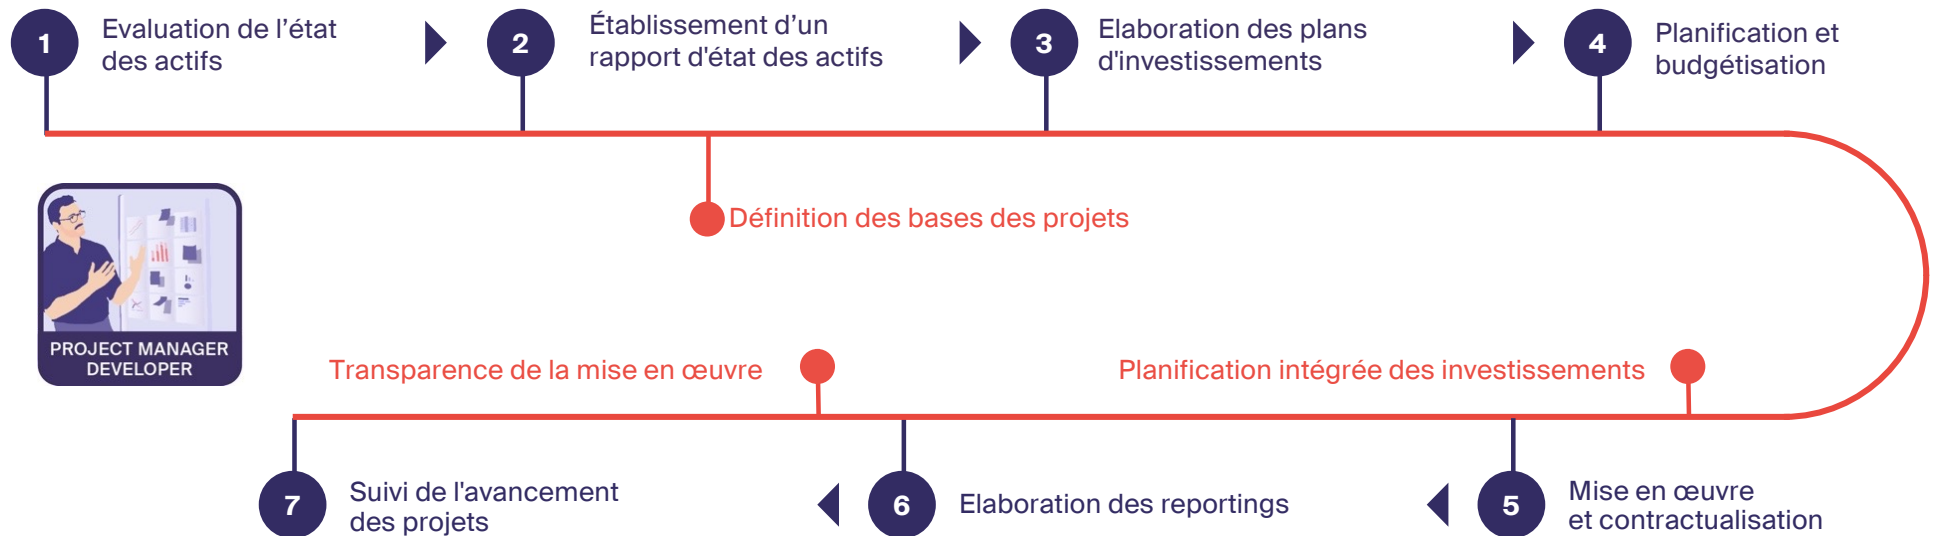 1
Evaluation de l’état
des actifs
2
Établissement d’un
rapport d'état des actifs
3
Elaboration des plans
d'investissements
4
Planification et
budgétisation
Définition des bases des projets
PROJECT MANAGER
DEVELOPER
Transparence de la mise en œuvre
Planification intégrée des investissements
7
Suivi de l'avancement
des projets
6
Elaboration des reportings
5
Mise en œuvre
et contractualisation